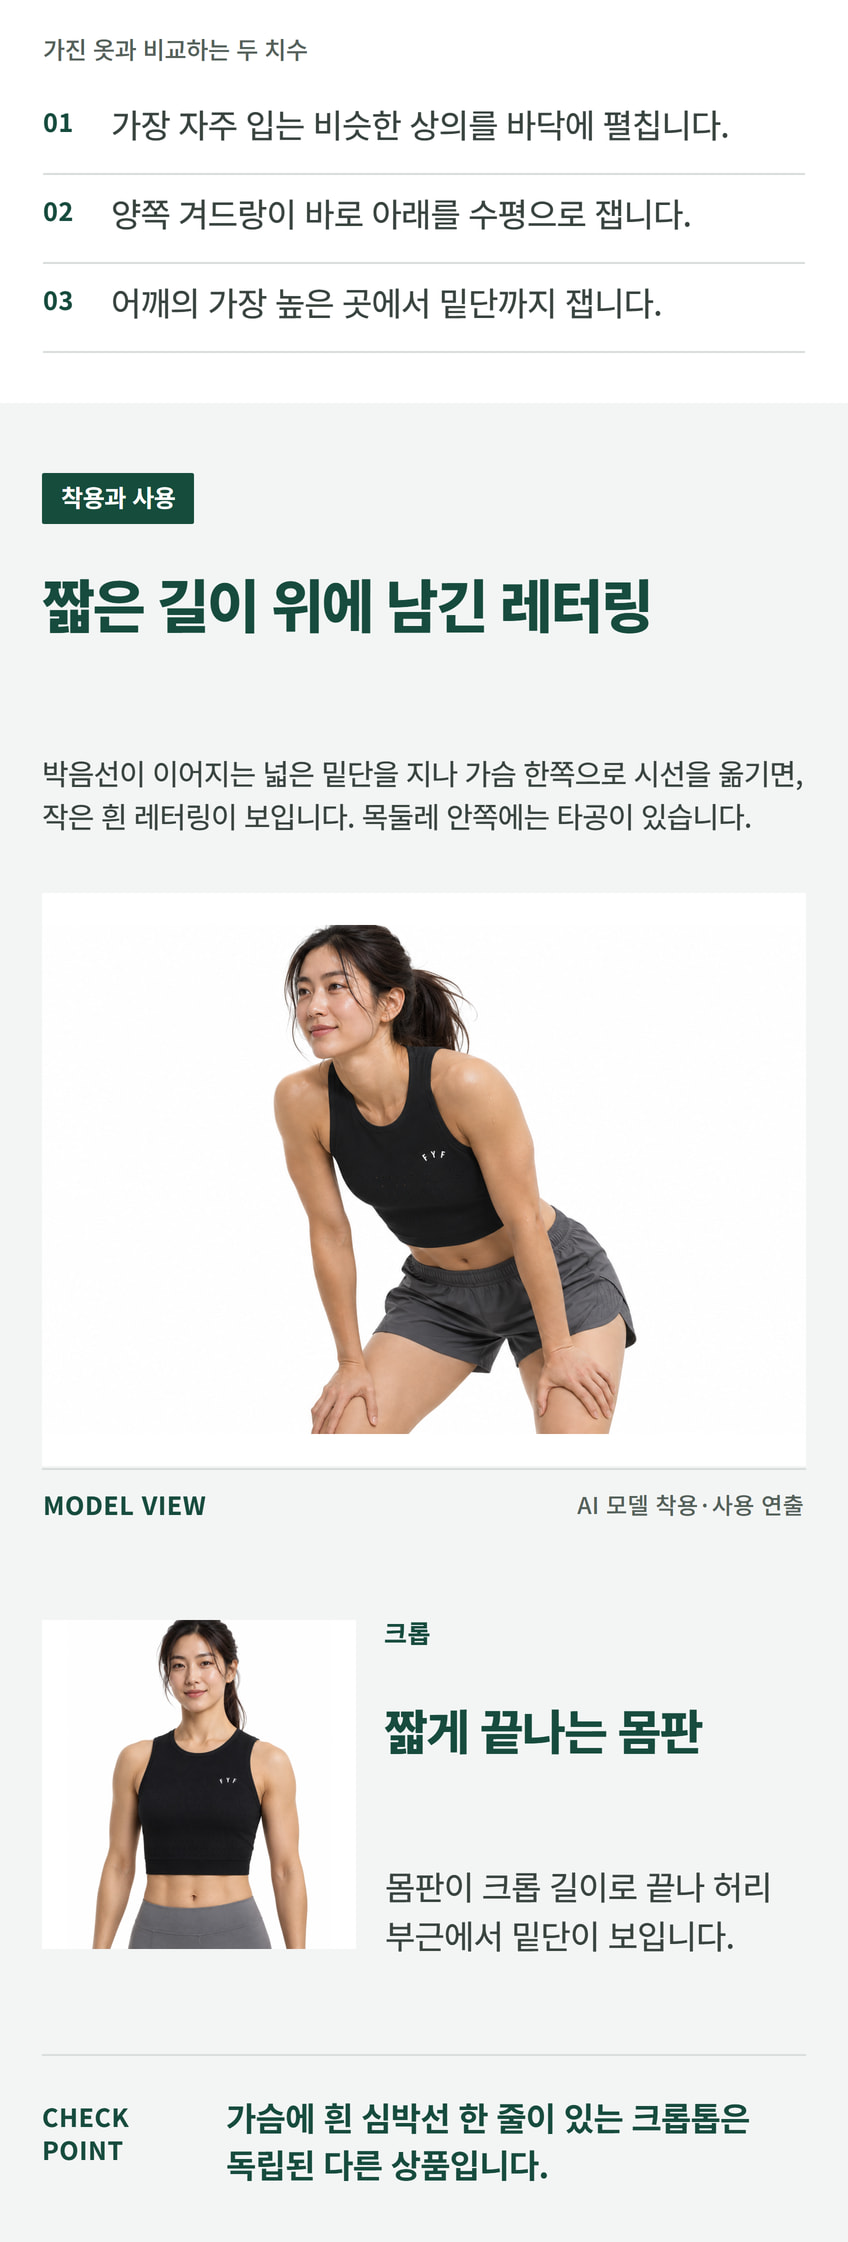 가진 옷과 비교하는 두 치수
01 가장 자주 입는 비슷한 상의를 바닥에 펼칩니다.
02 양쪽 겨드랑이 바로 아래를 수평으로 잽니다.
03 어깨의 가장 높은 곳에서 밑단까지 잽니다.
착용과 사용
짧은 길이 위에 남긴 레터링
박음선이 이어지는 넓은 밑단을 지나 가슴 한쪽으로 시선을 옮기면,
작은 흰 레터링이 보입니다. 목둘레 안쪽에는 타공이 있습니다.
FYF
MODEL VIEW
AI 모델 착용·사용 연출
FYF
크롭
짧게 끝나는 몸판
몸판이 크롭 길이로 끝나 허리
부근에서 밑단이 보입니다.
CHECK
POINT
가슴에 흰 심박선 한 줄이 있는 크롭톱은
독립된 다른 상품입니다.